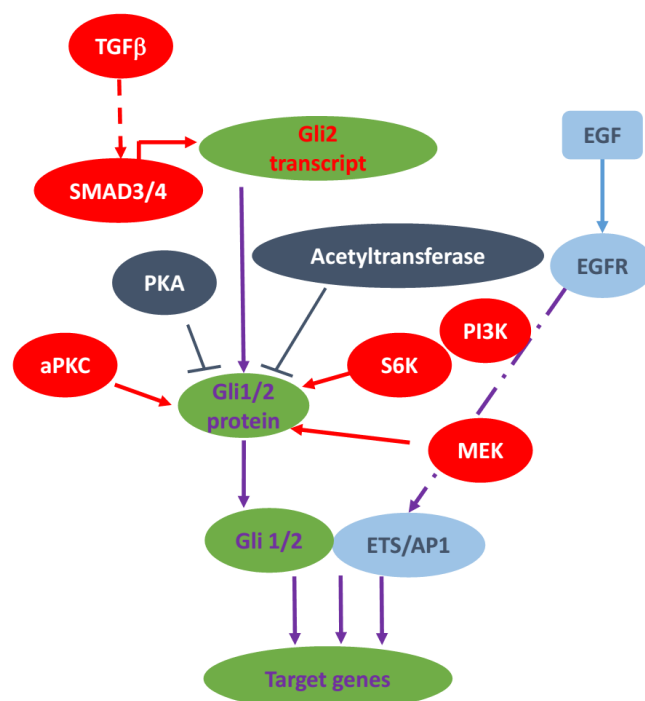 TGFβ
EGF
Gli2
transcript
SMAD3/4
Acetyltransferase
EGFR
PKA
PI3K
aPKC
S6K
Gli1/2
protein
MEK
Gli 1/2
ETS/AP1
Target genes